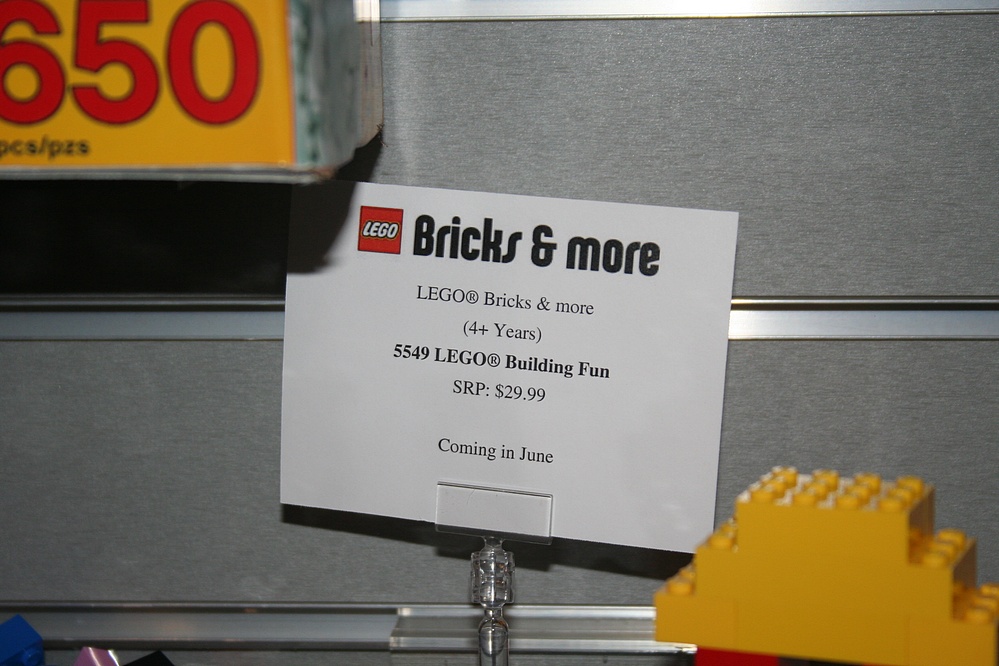 650
pcs/pzs
LEGO Bricks & more
LEGO® Bricks & more
(4+ Years)
5549 LEGO® Building Fun
SRP: $29.99
Coming in June